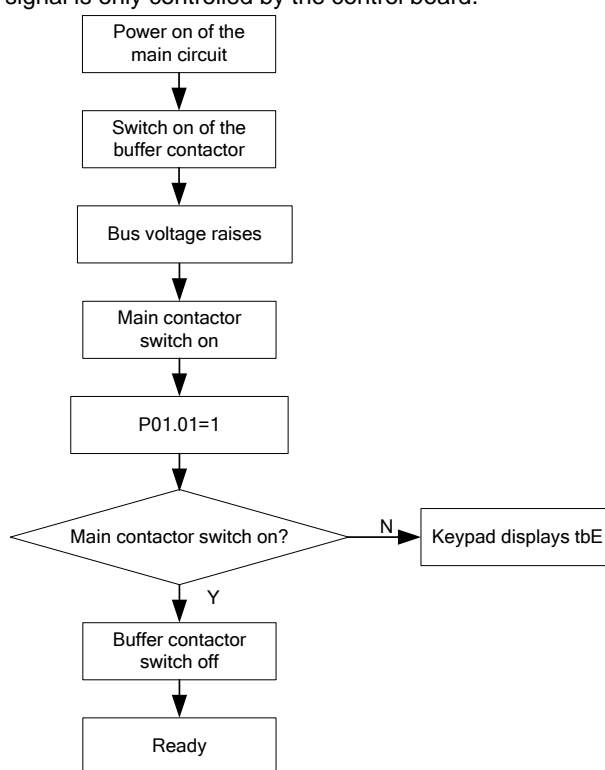 signal is only controlled by the control board.
Power on of the
main circuit
Switch on of the
buffer contactor
Bus voltage raises
Main contactor
switch on
P01.01=1
Main contactor switch on?
N
Keypad displays tbE
Y
Buffer contactor
switch off
Ready